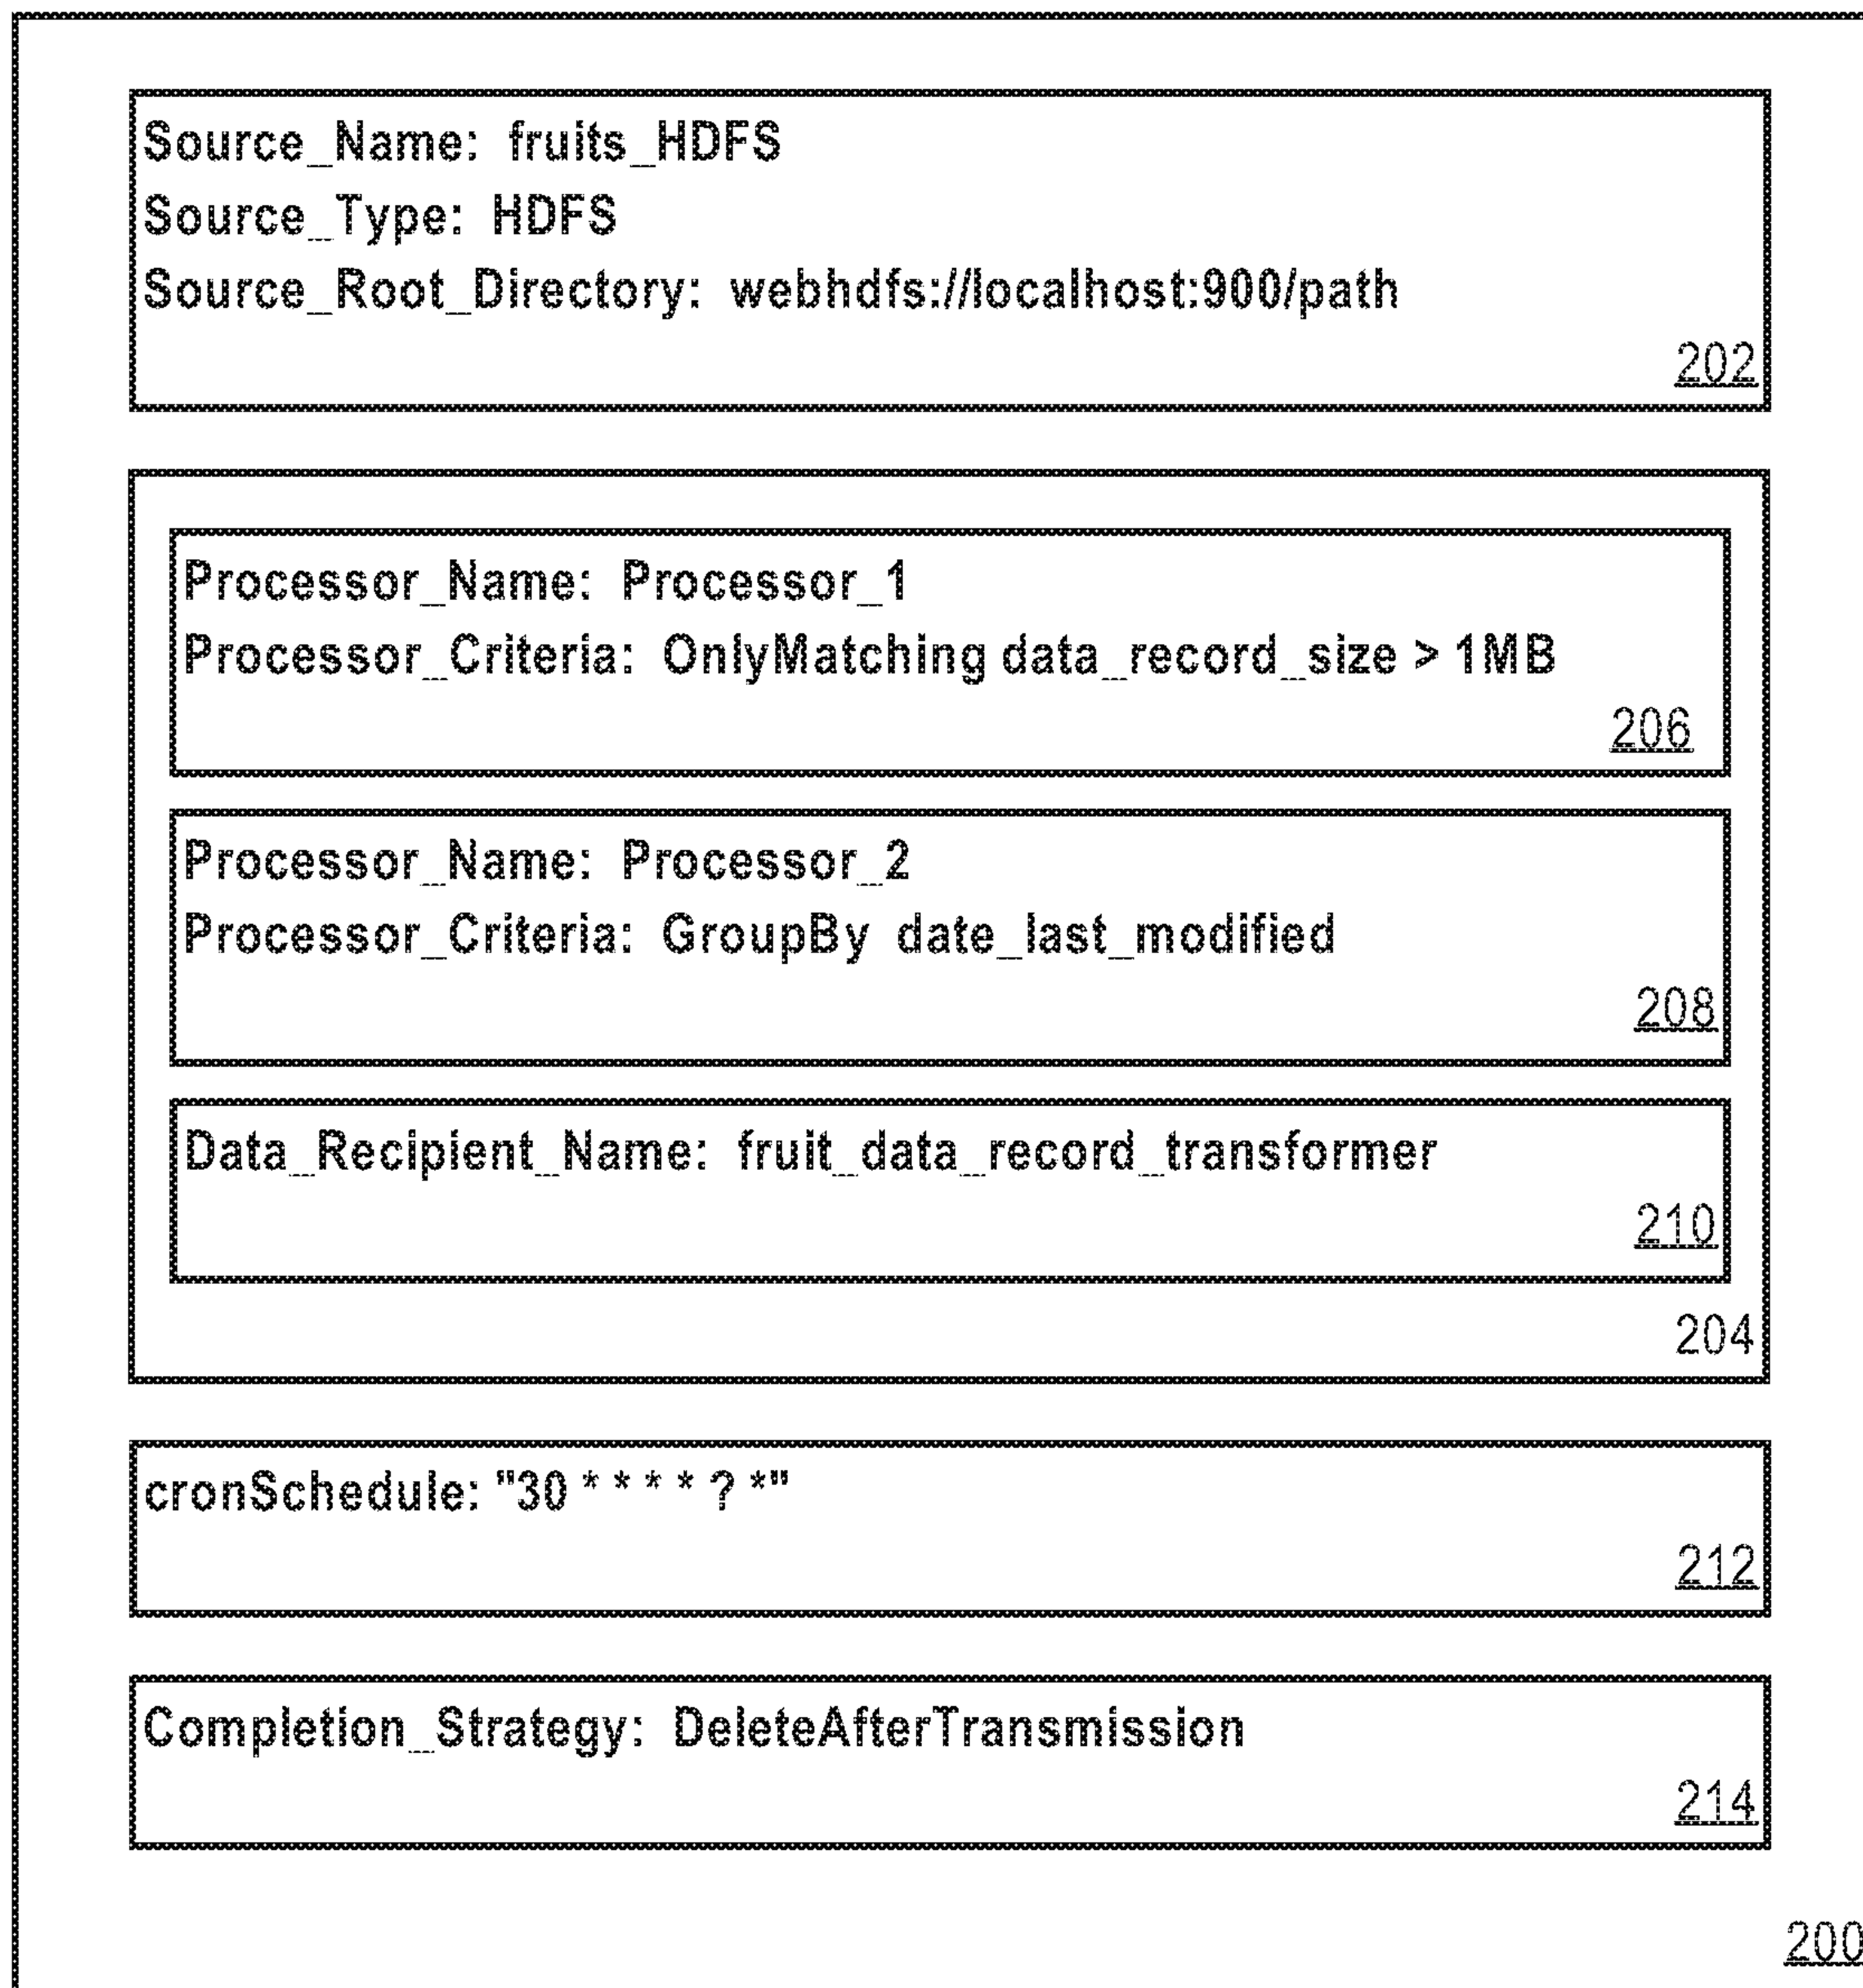 Source_Name: fruits_HDFS
Source_Type: HDFS
Source_Root_Directory: webhdfs://localhost:900/path
202
Processor_Name: Processor_1
Processor_Criteria: OnlyMatching data_record_size > 1MB
206
Processor_Name: Processor_2
Processor_Criteria: GroupBy date_last_modified
208
Data_Recipient_Name: fruit_data_record_transformer
210
204
cronSchedule: "30 * * * * ? *"
212
Completion_Strategy: DeleteAfterTransmission
214
200